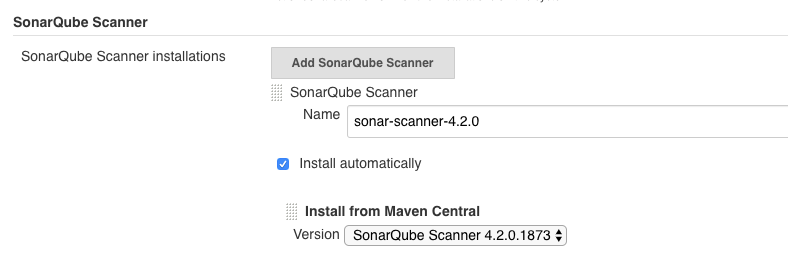 SonarQube Scanner
SonarQube Scanner installations
Add SonarQube Scanner
SonarQube Scanner
Name
sonar-scanner-4.2.0
Install automatically
Install from Maven Central
Version
SonarQube Scanner 4.2.0.1873